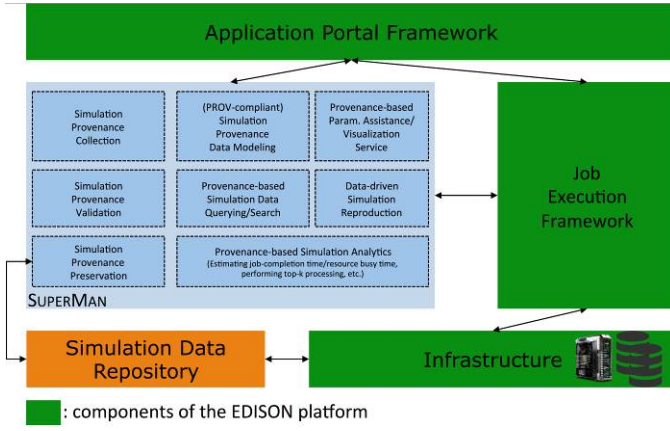 Application Portal Framework
Simulation
Provenance
Collection
(PROV-compliant)
Simulation
Provenance
Data Modeling
Provenance-based
Param. Assistance/
Visualization
Service
Simulation
Provenance
Validation
Provenance-based
Simulation Data
Querying/Search
Data-driven
Simulation
Reproduction
Simulation
Provenance
Preservation
Provenance-based Simulation Analytics
(Estimating job-completion time/resource busy time,
performing top-k processing, etc.)
SUPERMAN
Job
Execution
Framework
Simulation Data
Repository
Infrastructure
: components of the EDISON platform